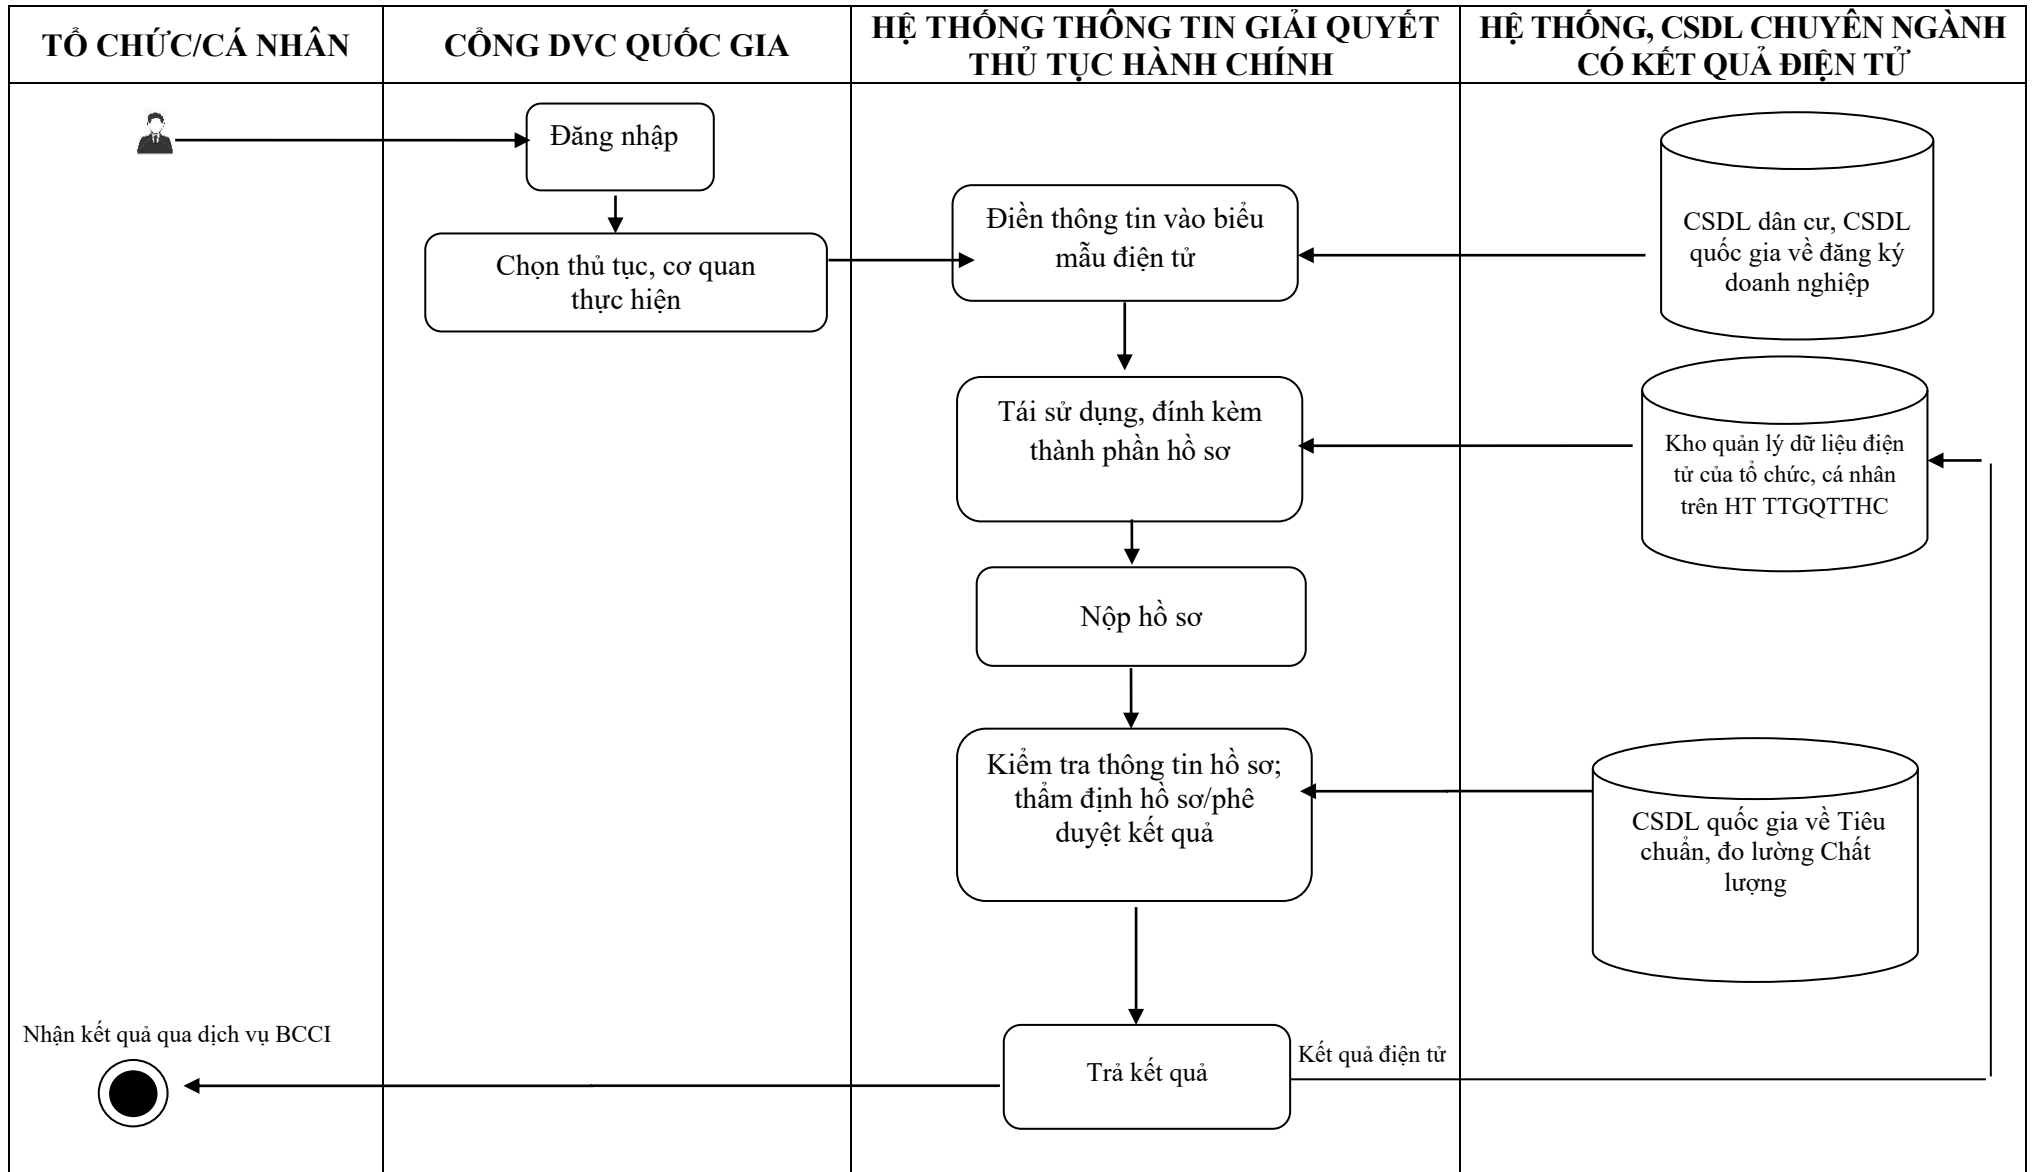 TỔ CHỨC/CÁ NHÂN
CỔNG DVC QUỐC GIA
HỆ THỐNG THÔNG TIN GIẢI QUYẾT
THỦ TỤC HÀNH CHÍNH
HỆ THỐNG, CSDL CHUYÊN NGÀNH
CÓ KẾT QUẢ ĐIỆN TỬ
Đăng nhập
Chọn thủ tục, cơ quan
thực hiện
Điền thông tin vào biểu
mẫu điện tử
CSDL dân cư, CSDL
quốc gia về đăng ký
doanh nghiệp
Tái sử dụng, đính kèm
thành phần hồ sơ
Kho quản lý dữ liệu điện
tử của tổ chức, cá nhân
trên HT TTGQTTHC
Nộp hồ sơ
Kiểm tra thông tin hồ sơ;
thẩm định hồ sơ/phê
duyệt kết quả
CSDL quốc gia về Tiêu
chuẩn, đo lường Chất
lượng
Nhận kết quả qua dịch vụ BCCI
Trả kết quả
Kết quả điện tử